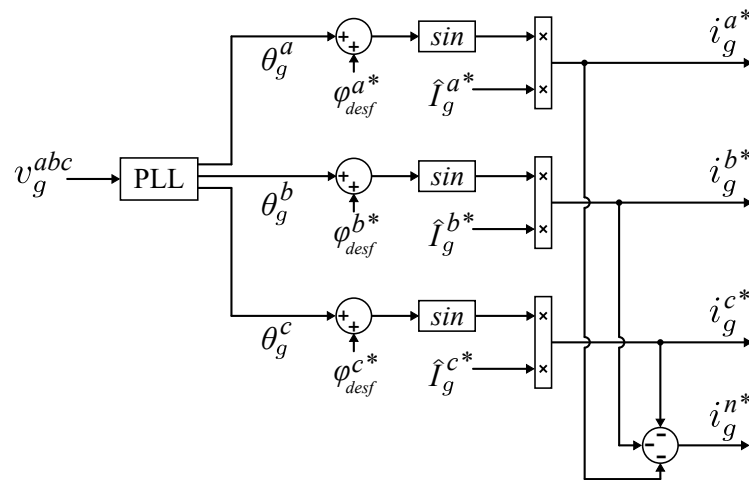 θ_g^a
+
+
φ_desf^a*
sin
Î_g^a*
×
×
i_g^a*
v_g^abc
PLL
θ_g^b
+
+
φ_desf^b*
sin
Î_g^b*
×
×
i_g^b*
θ_g^c
+
+
φ_desf^c*
sin
Î_g^c*
×
×
i_g^c*
−
−
−
i_g^n*